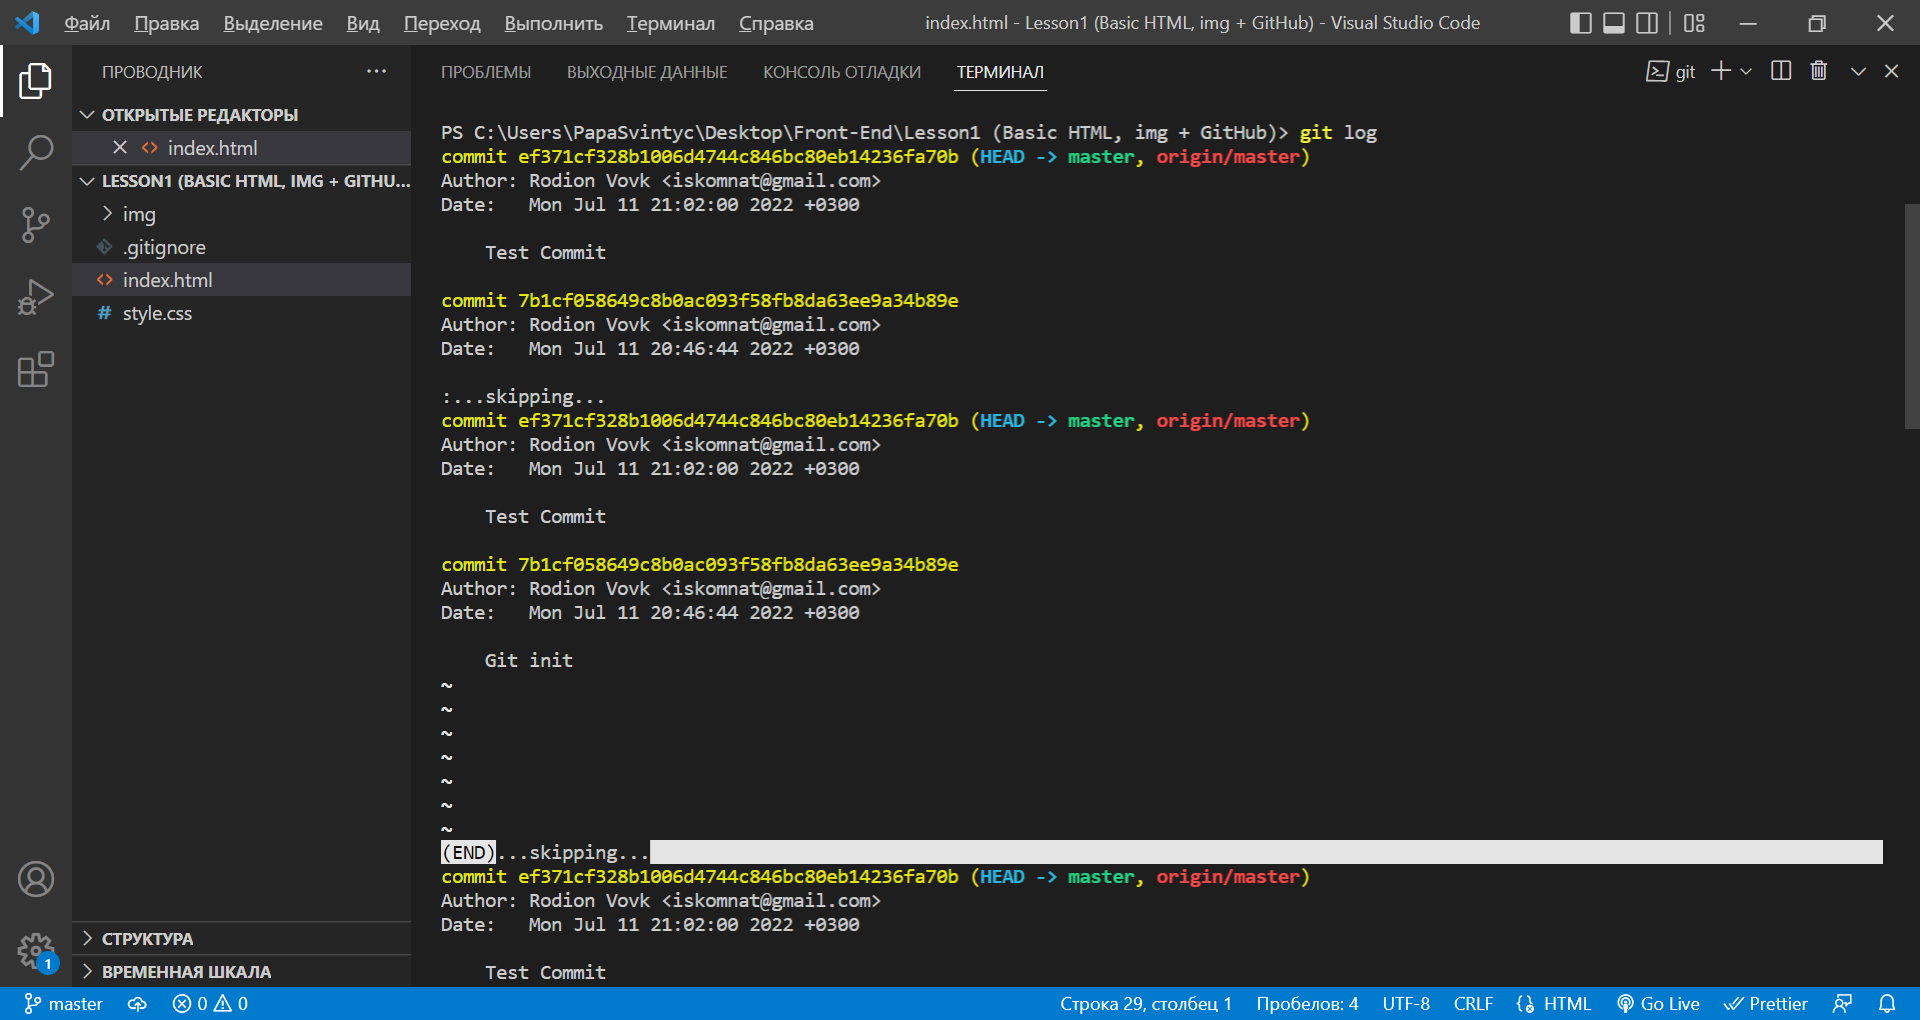 Файл Правка Выделение Вид Переход Выполнить Терминал Справка index.html - Lesson1 (Basic HTML, img + GitHub) - Visual Studio Code
ПРОВОДНИК
ОТКРЫТЫЕ РЕДАКТОРЫ
index.html
LESSON1 (BASIC HTML, IMG + GITHU...
img
.gitignore
index.html
style.css
СТРУКТУРА
ВРЕМЕННАЯ ШКАЛА
1
ПРОБЛЕМЫ ВЫХОДНЫЕ ДАННЫЕ КОНСОЛЬ ОТЛАДКИ ТЕРМИНАЛ git
PS C:\Users\PapaSvintyc\Desktop\Front-End\Lesson1 (Basic HTML, img + GitHub)> git log
commit ef371cf328b1006d4744c846bc80eb14236fa70b (HEAD -> master, origin/master)
Author: Rodion Vovk <iskomnat@gmail.com>
Date:   Mon Jul 11 21:02:00 2022 +0300
Test Commit
commit 7b1cf058649c8b0ac093f58fb8da63ee9a34b89e
Author: Rodion Vovk <iskomnat@gmail.com>
Date:   Mon Jul 11 20:46:44 2022 +0300
:...skipping...
commit ef371cf328b1006d4744c846bc80eb14236fa70b (HEAD -> master, origin/master)
Author: Rodion Vovk <iskomnat@gmail.com>
Date:   Mon Jul 11 21:02:00 2022 +0300
Test Commit
commit 7b1cf058649c8b0ac093f58fb8da63ee9a34b89e
Author: Rodion Vovk <iskomnat@gmail.com>
Date:   Mon Jul 11 20:46:44 2022 +0300
Git init
~
~
~
~
~
~
~
(END)...skipping...
commit ef371cf328b1006d4744c846bc80eb14236fa70b (HEAD -> master, origin/master)
Author: Rodion Vovk <iskomnat@gmail.com>
Date:   Mon Jul 11 21:02:00 2022 +0300
Test Commit
master 0 0 Строка 29, столбец 1 Пробелов: 4 UTF-8 CRLF HTML Go Live Prettier